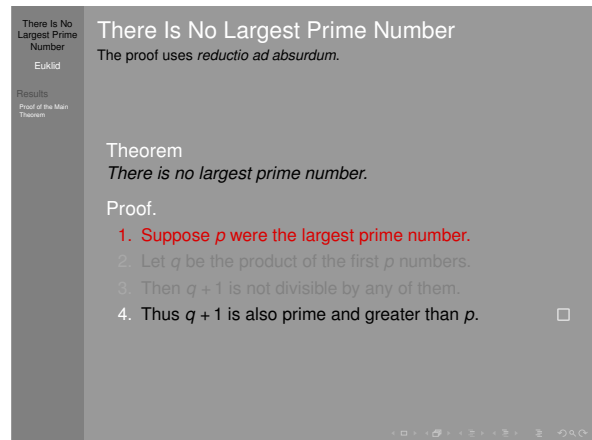 There Is No
Largest Prime
Number
Euklid
Results
Proof of the Main
Theorem
There Is No Largest Prime Number
The proof uses reductio ad absurdum.
Theorem
There is no largest prime number.
Proof.
1. Suppose p were the largest prime number.
2. Let q be the product of the first p numbers.
3. Then q + 1 is not divisible by any of them.
4. Thus q + 1 is also prime and greater than p. □